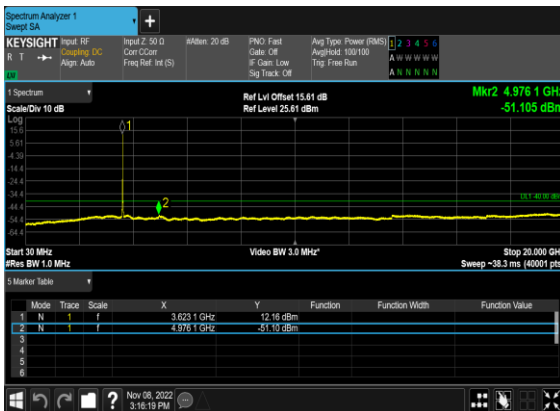 Spectrum Analyzer 1
Swept SA
KEYSIGHT
R T
Input: RF
Coupling: DC
Align: Auto
Input Z: 50 Ω
Corr CCorr
Freq Ref: Int (S)
#Atten: 20 dB
PNO: Fast
Gate: Off
IF Gain: Low
Sig Track: Off
Avg Type: Power (RMS)
Avg|Hold: 100/100
Trig: Free Run
1 2 3 4 5 6
A W W W W W
A N N N N N
1 Spectrum
Scale/Div 10 dB
Ref Lvl Offset 15.61 dB
Ref Level 25.61 dBm
Mkr2 4.976 1 GHz
-51.105 dBm
Log
15.6
5.61
-4.39
-14.4
-24.4
-34.4
-44.4
-54.4
-64.4
1
2
DL1 -40.00 dBm
Start 30 MHz
#Res BW 1.0 MHz
Video BW 3.0 MHz*
Stop 20.000 GHz
Sweep ~38.3 ms (40001 pts)
5 Marker Table
Mode Trace Scale X Y Function Function Width Function Value
1 N 1 f 3.623 1 GHz 12.16 dBm
2 N 1 f 4.976 1 GHz -51.10 dBm
3
4
5
6
Nov 08, 2022
3:16:19 PM